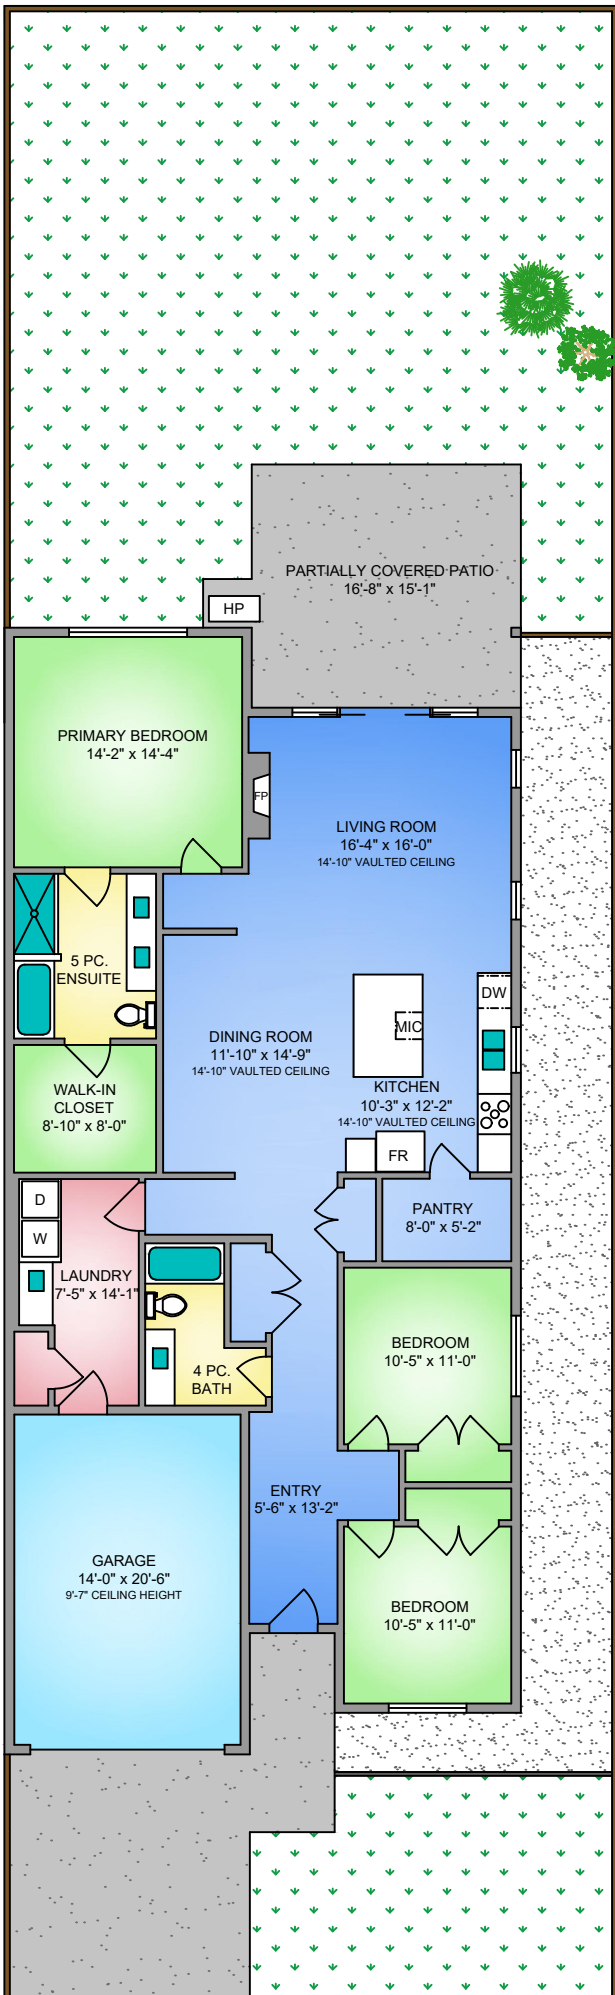 PARTIALLY COVERED PATIO
16'-8" x 15'-1"
HP
PRIMARY BEDROOM
14'-2" x 14'-4"
FP
LIVING ROOM
16'-4" x 16'-0"
14'-10" VAULTED CEILING
5 PC.
ENSUITE
DW
MIC
DINING ROOM
11'-10" x 14'-9"
14'-10" VAULTED CEILING
KITCHEN
10'-3" x 12'-2"
14'-10" VAULTED CEILING
WALK-IN
CLOSET
8'-10" x 8'-0"
FR
D
W
PANTRY
8'-0" x 5'-2"
LAUNDRY
7'-5" x 14'-1"
4 PC.
BATH
BEDROOM
10'-5" x 11'-0"
ENTRY
5'-6" x 13'-2"
GARAGE
14'-0" x 20'-6"
9'-7" CEILING HEIGHT
BEDROOM
10'-5" x 11'-0"